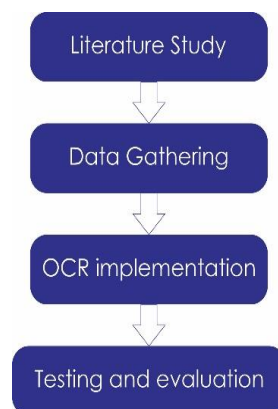 Literature Study
Data Gathering
OCR implementation
Testing and evaluation